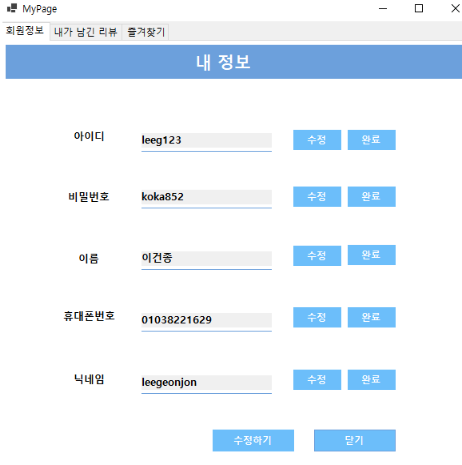 MyPage
회원정보 내가 남긴 리뷰 즐겨찾기
내 정보
아이디 leeg123 수정 완료
비밀번호 koka852 수정 완료
이름 이건종 수정 완료
휴대폰번호 01038221629 수정 완료
닉네임 leegeonjon 수정 완료
수정하기 닫기